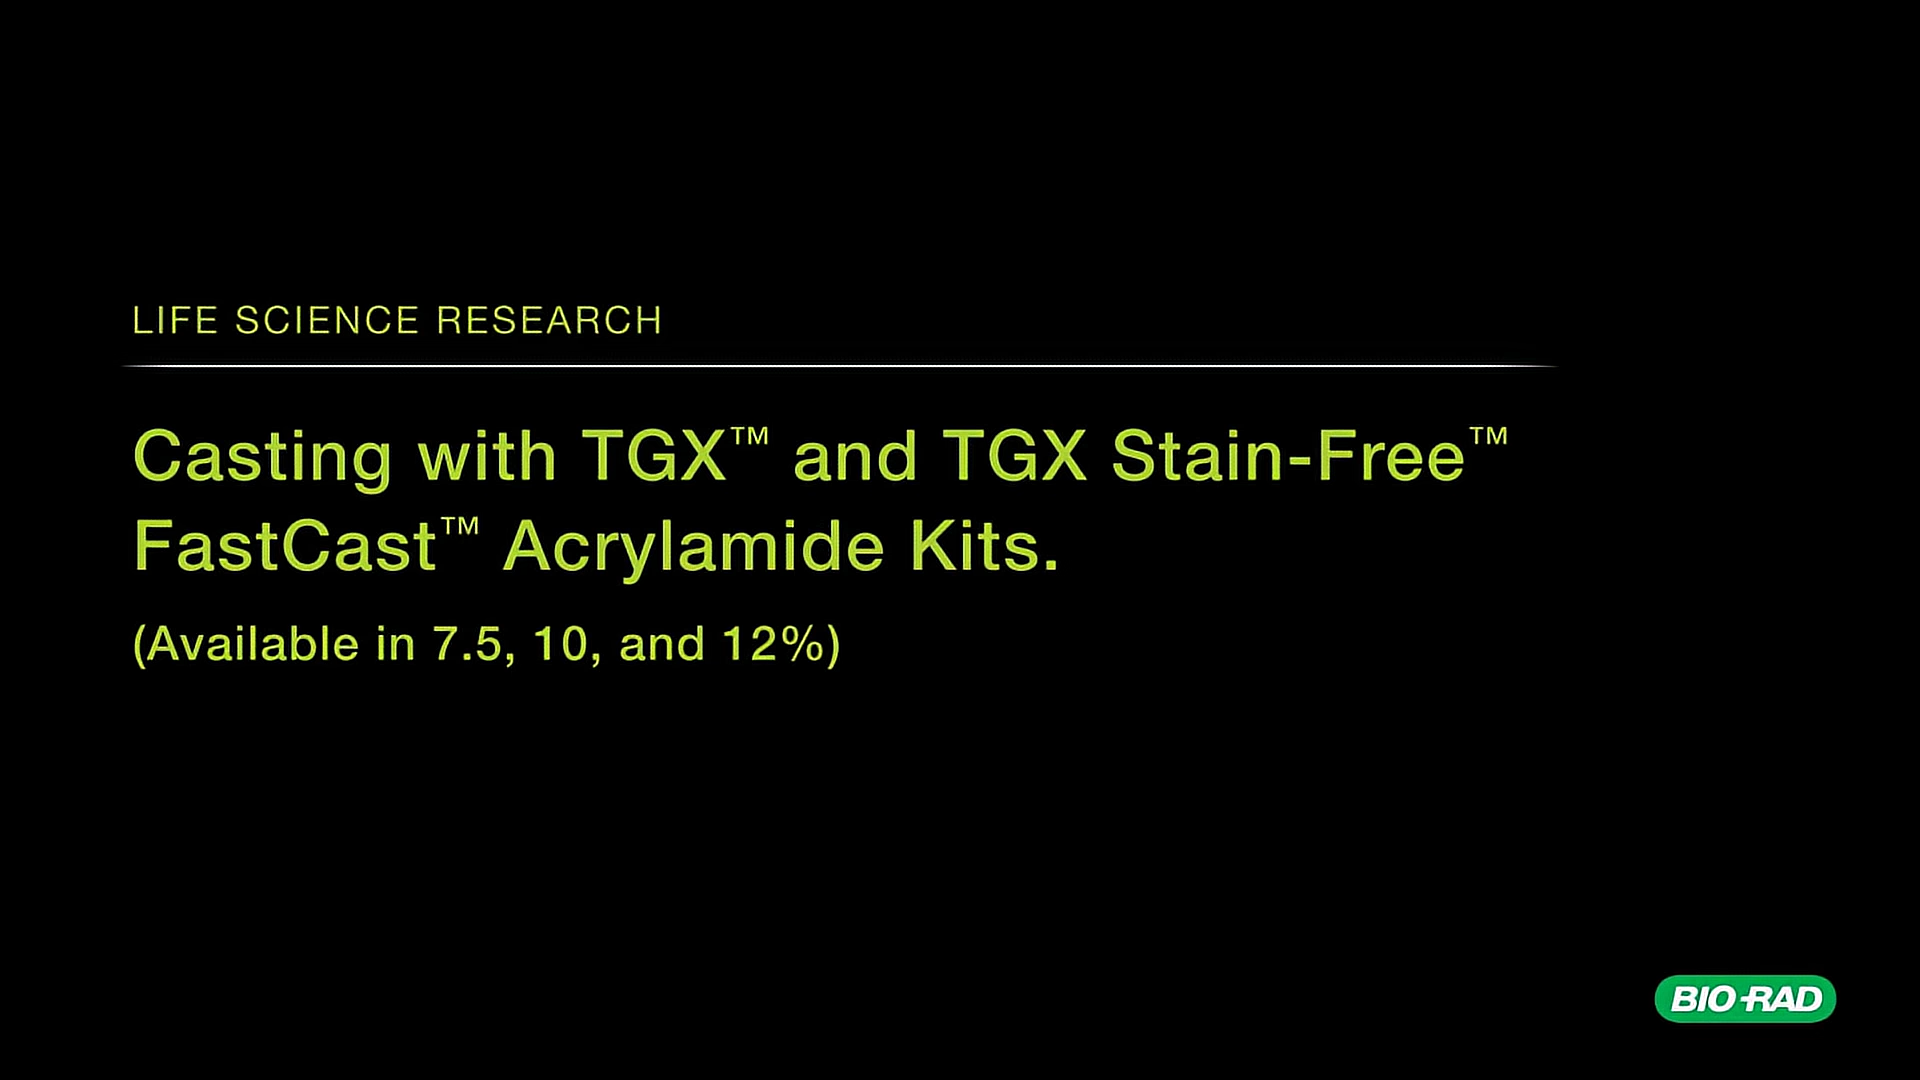 LIFE SCIENCE RESEARCH
Casting with TGX™ and TGX Stain-Free™
FastCast™ Acrylamide Kits.
(Available in 7.5, 10, and 12%)
BIO-RAD